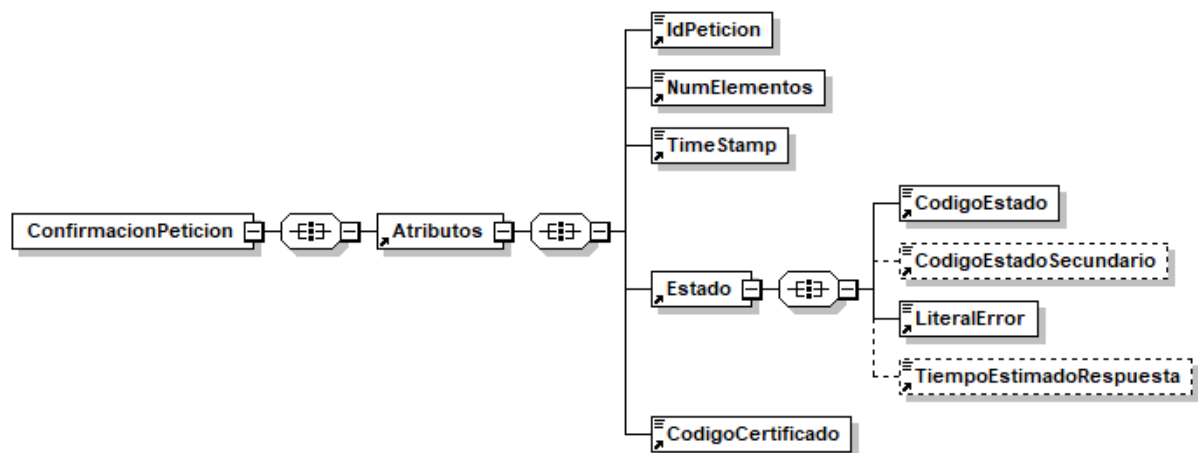 IdPeticion
NumElementos
TimeStamp
ConfirmacionPeticion
Atributos
Estado
CodigoEstado
CodigoEstadoSecundario
LiteralError
TiempoEstimadoRespuesta
CodigoCertificado